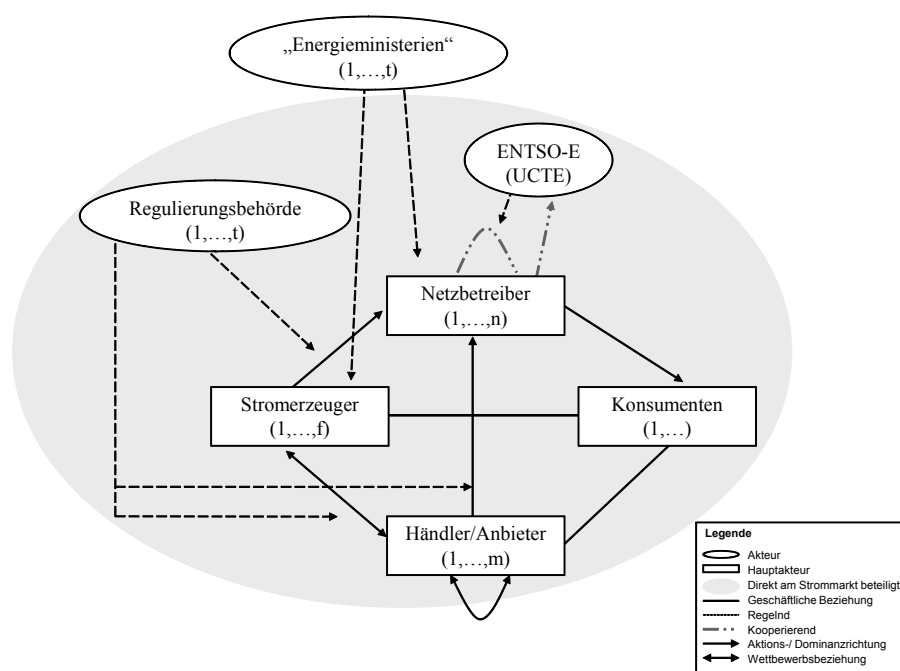 „Energieministerien“
(1,…,t)
ENTSO-E
(UCTE)
Regulierungsbehörde
(1,…,t)
Netzbetreiber
(1,…,n)
Stromerzeuger
(1,…,f)
Konsumenten
(1,…)
Händler/Anbieter
(1,…,m)
Legende
Akteur
Hauptakteur
Direkt am Strommarkt beteiligt
Geschäftliche Beziehung
Regelnd
Kooperierend
Aktions-/ Dominanzrichtung
Wettbewerbsbeziehung